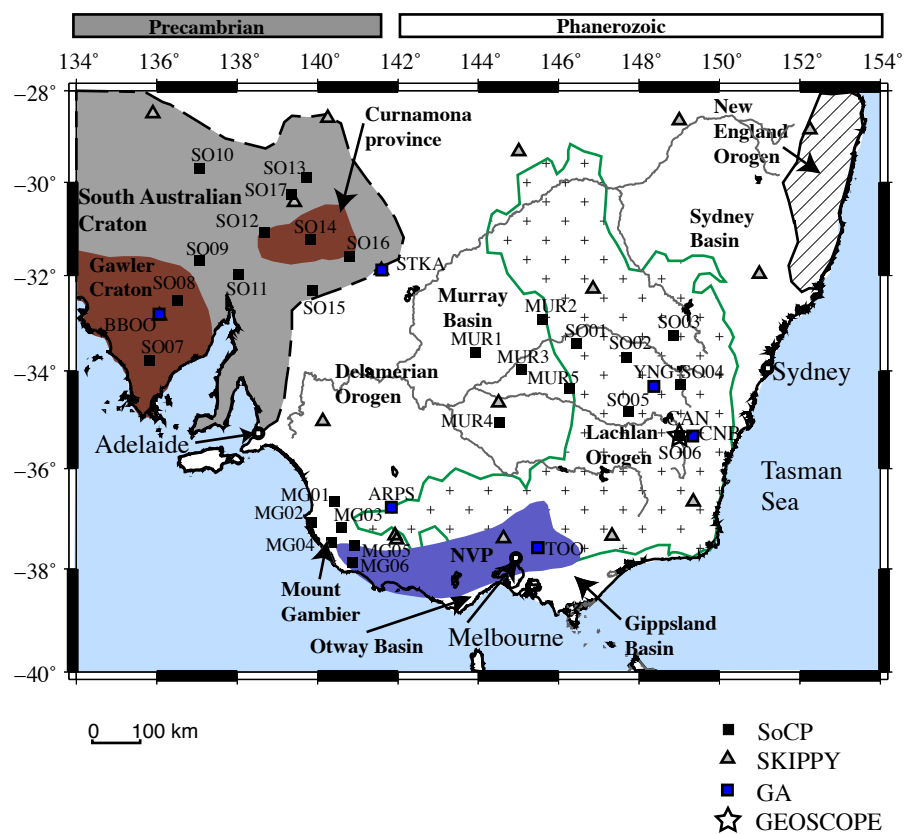 Precambrian
Phanerozoic
134 136 138 140 142 144 146 148 150 152 154°
−28°
−30°
−32°
−34°
−36°
−38°
−40°
Curnamona
province
New
England
Orogen
SO10
SO13
SO17
South Australian
Craton
SO12
SO14
SO16
Sydney
Basin
SO09
STKA
Gawler
Craton
SO08
SO11
SO15
BBOO
SO07
Murray
Basin
MUR2
MUR1
SO01
SO02
SO03
MUR3
MUR5
YNG
SO04
SO05
Sydney
Delamerian
Orogen
MUR4
Lachlan
Orogen
CAN
CNB
SO06
Adelaide
Tasman
Sea
MG01
ARPS
MG02
MG03
MG04
MG05
MG06
NVP
TOO
Mount
Gambier
Otway Basin
Melbourne
Gippsland
Basin
0 100 km
SoCP
SKIPPY
GA
GEOSCOPE